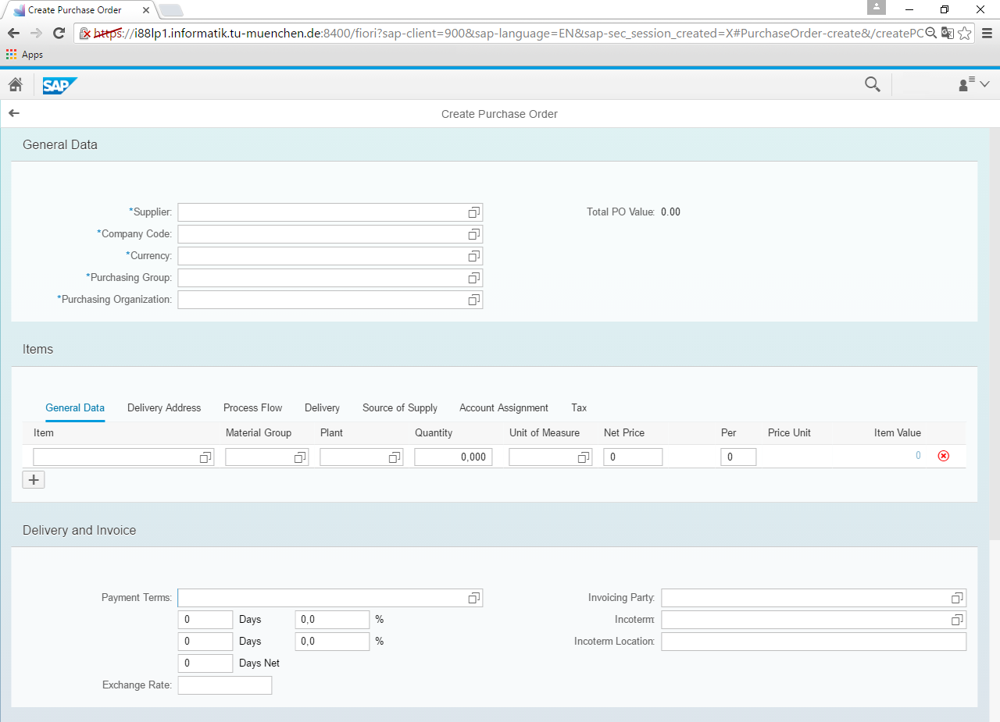 Create Purchase Order
https://i88lp1.informatik.tu-muenchen.de:8400/fiori?sap-client=900&sap-language=EN&sap-sec_session_created=X#PurchaseOrder-create&/createPC
Apps
SAP
Create Purchase Order
General Data
*Supplier:
Total PO Value: 0.00
*Company Code:
*Currency:
*Purchasing Group:
*Purchasing Organization:
Items
General Data Delivery Address Process Flow Delivery Source of Supply Account Assignment Tax
Item Material Group Plant Quantity Unit of Measure Net Price Per Price Unit Item Value
0,000 0 0 0
Delivery and Invoice
Payment Terms: Invoicing Party:
0 Days 0,0 % Incoterm:
0 Days 0,0 % Incoterm Location:
0 Days Net
Exchange Rate: